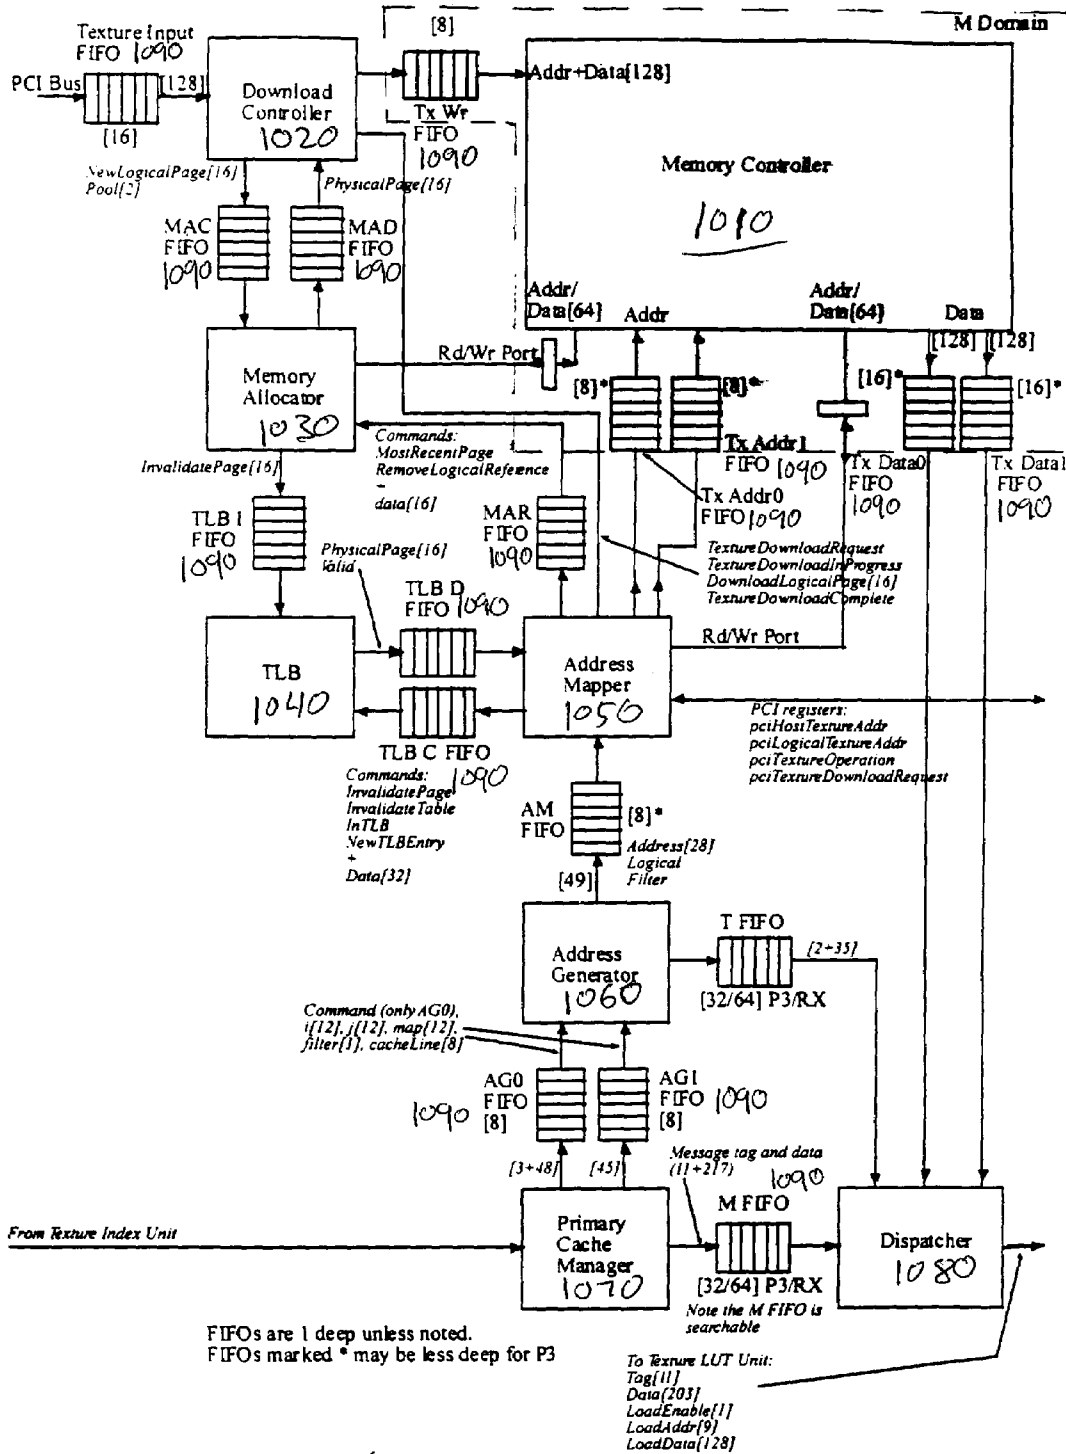 M Domain
Texture Input
FIFO 1090
[8]
PCI Bus
[128]
[16]
Download
Controller
1020
Addr+Data[128]
Tx Wr
FIFO
1090
Memory Controller
1010
NewLogicalPage[16]
Pool[2]
PhysicalPage[16]
MAC
FIFO
1090
MAD
FIFO
1090
Addr/
Data[64]
Addr
Addr/
Data[64]
Data
[128]
[128]
Rd/Wr Port
Memory
Allocator
1030
[8]*
[8]*
[16]*
[16]*
Commands:
MostRecentPage
RemoveLogicalReference
data[16]
InvalidatePage[16]
Tx Addr1
FIFO 1090
Tx Data0
FIFO
1090
Tx Data1
FIFO
1090
Tx Addr0
FIFO 1090
TLB I
FIFO
1090
MAR
FIFO
1090
PhysicalPage[16]
Valid
TextureDownloadRequest
TextureDownloadInProgress
DownloadLogicalPage[16]
TextureDownloadComplete
TLB D
FIFO 1090
Rd/Wr Port
TLB
1040
Address
Mapper
1050
TLB C FIFO
1090
PCI registers:
pciHostTextureAddr
pciLogicalTextureAddr
pciTextureOperation
pciTextureDownloadRequest
Commands:
InvalidatePage
InvalidateTable
InTLB
NewTLBEntry
+
Data[32]
AM
FIFO
[8]*
Address[28]
Logical
Filter
[49]
T FIFO
[2+35]
Address
Generator
1060
[32/64] P3/RX
Command (only AG0),
i[12], j[12], map[12],
filter[1], cacheLine[8]
AG0
FIFO
[8]
1090
AG1
FIFO 1090
[8]
[3+48]
[45]
Message tag and data
(11+217)
1090
M FIFO
From Texture Index Unit
Primary
Cache
Manager
1070
Dispatcher
1080
[32/64] P3/RX
Note the M FIFO is
searchable
FIFOs are 1 deep unless noted.
FIFOs marked * may be less deep for P3
To Texture LUT Unit:
Tag[11]
Data[203]
LoadEnable[1]
LoadAddr[9]
LoadData[128]